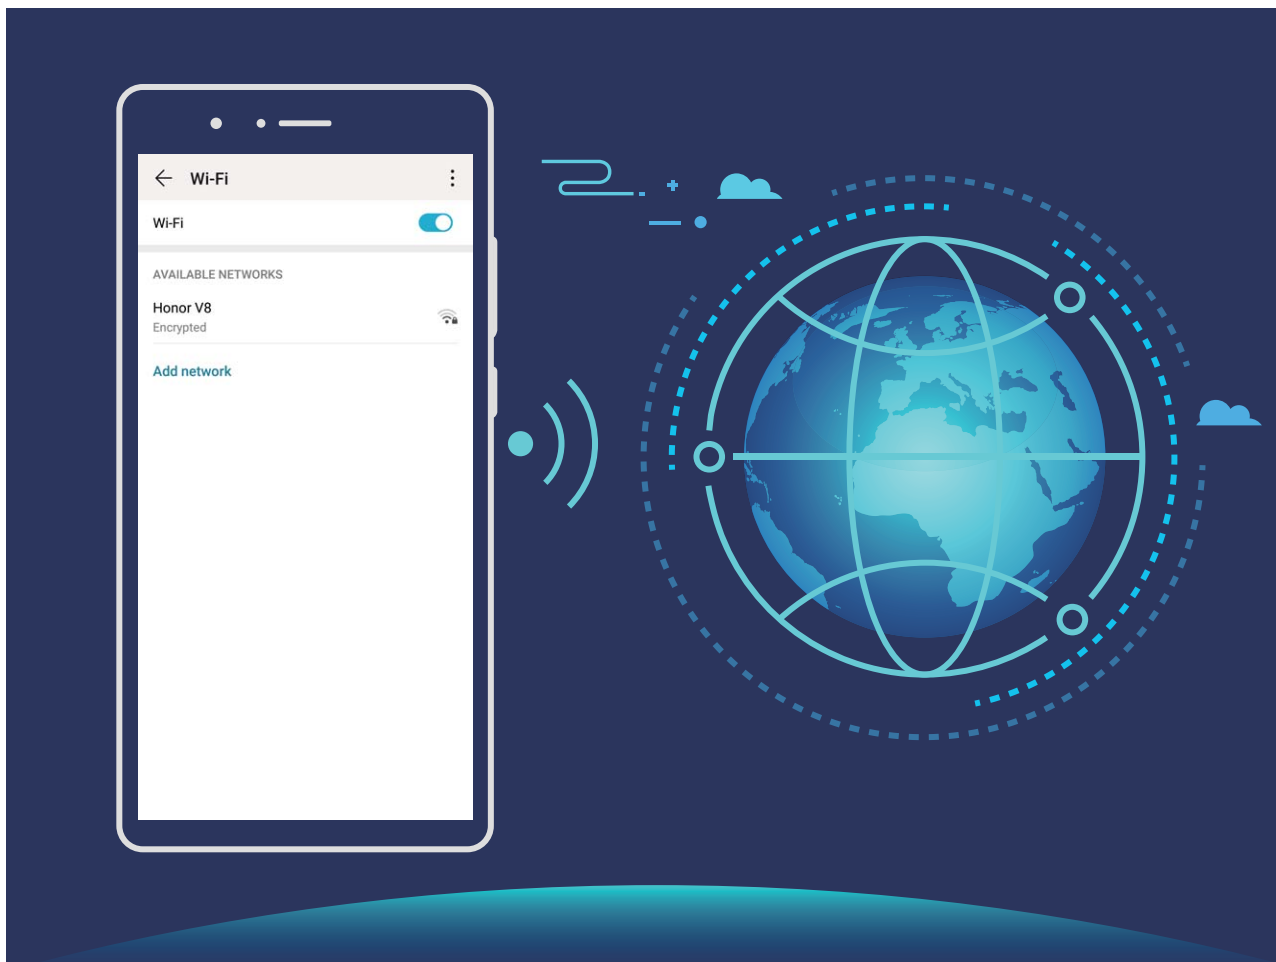 Wi-Fi
Wi-Fi
AVAILABLE NETWORKS
Honor V8
Encrypted
Add network